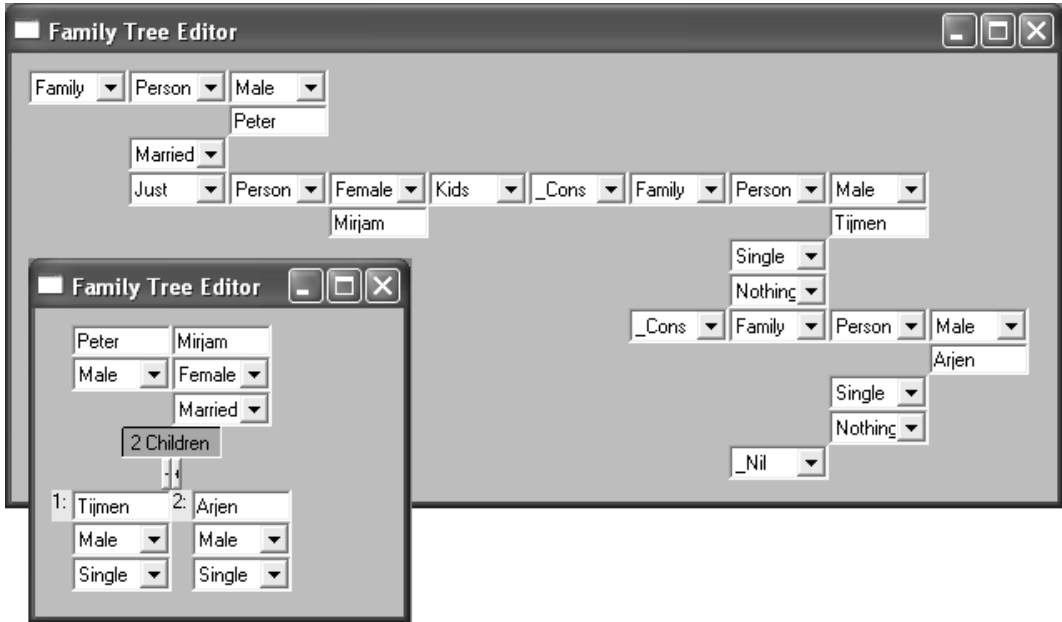 Family Tree Editor
Family Person Male
Peter
Married
Just Person Female Kids _Cons Family Person Male
Mirjam Tijmen
Single
Nothing
_Cons Family Person Male
Arjen
Single
Nothing
_Nil
Family Tree Editor
Peter Mirjam
Male Female
Married
2 Children
- +
1: Tijmen 2: Arjen
Male Male
Single Single